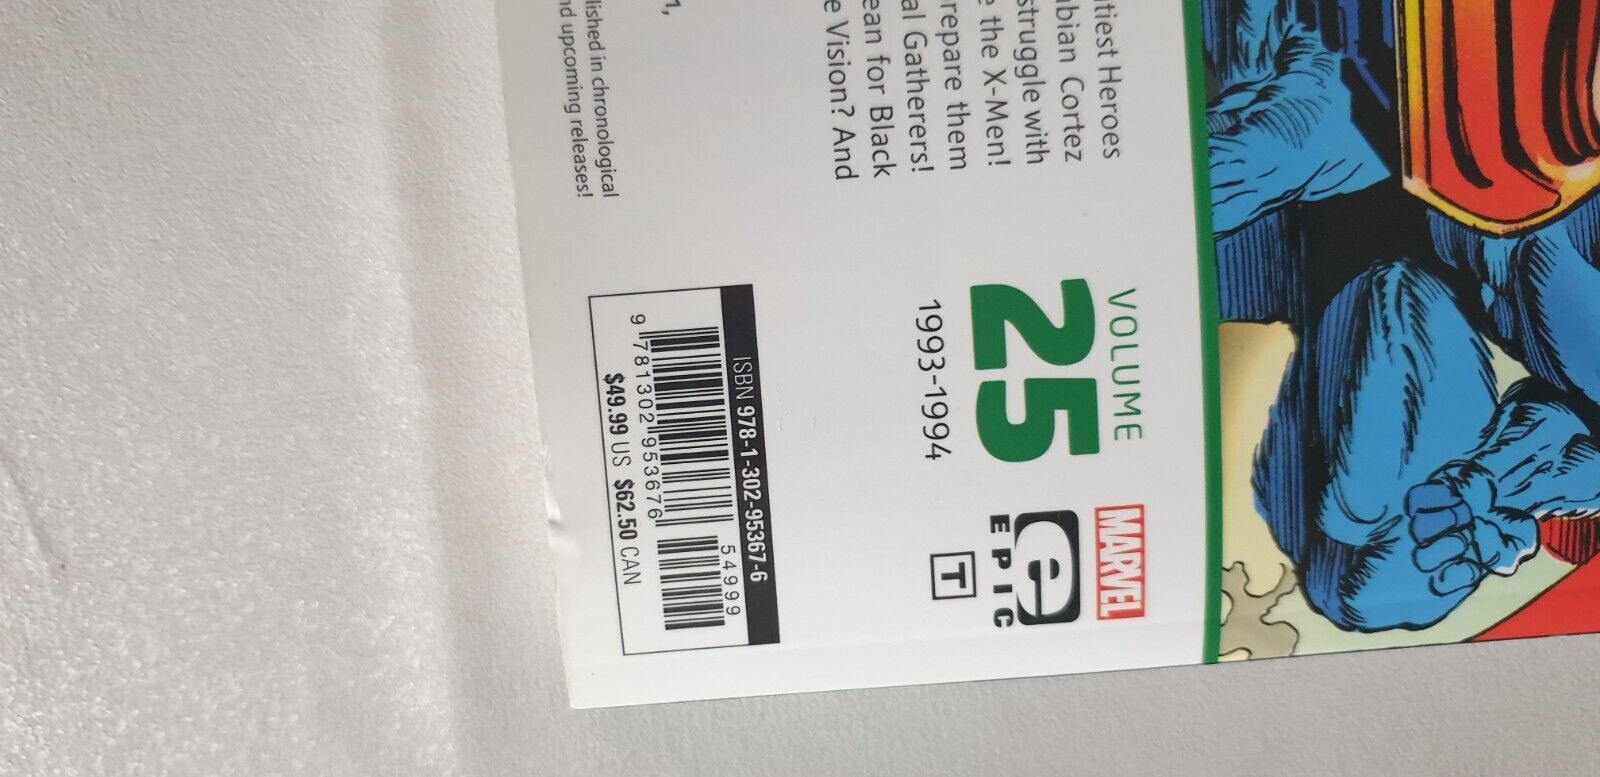 tiest Heroes
bian Cortez
struggle with
e the X-Men!
prepare them
al Gatherers!
ean for Black
e Vision? And
lished in chronological
nd upcoming releases!
VOLUME
25
1993-1994
MARVEL
e
EPIC
T
ISBN 978-1-302-95367-6
54999
9 781302 953676
$49.99 US $62.50 CAN